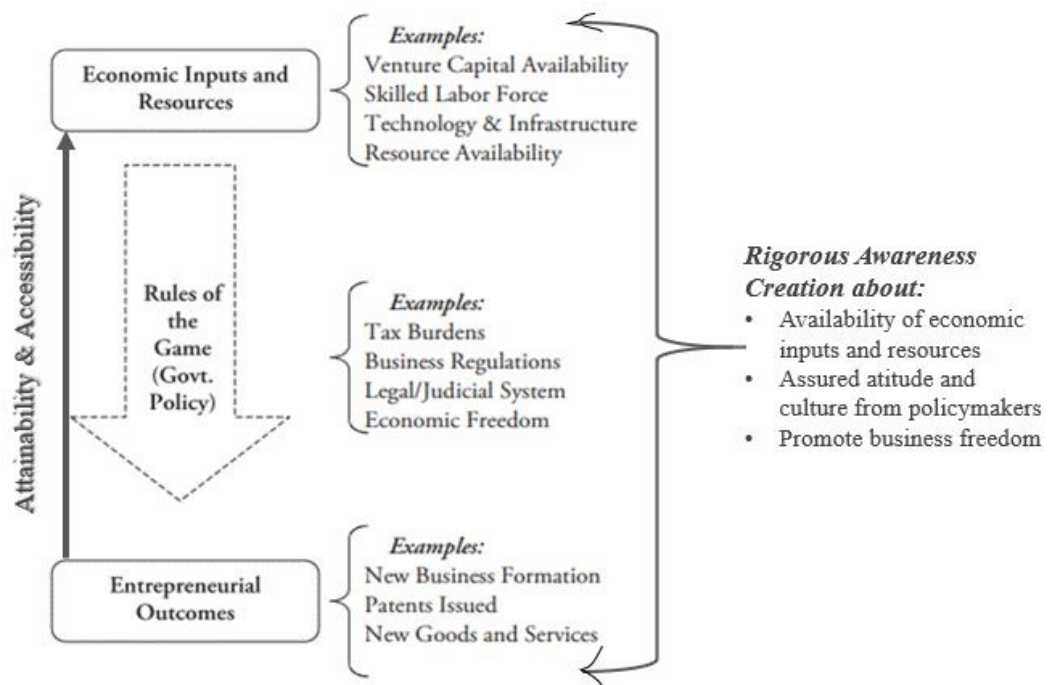 Examples:
Economic Inputs and
Resources
Venture Capital Availability
Skilled Labor Force
Technology & Infrastructure
Resource Availability
Attainability & Accessibility
Rules of
the
Game
(Govt.
Policy)
Examples:
Tax Burdens
Business Regulations
Legal/Judicial System
Economic Freedom
Rigorous Awareness
Creation about:
• Availability of economic
inputs and resources
• Assured atitude and
culture from policymakers
• Promote business freedom
Entrepreneurial
Outcomes
Examples:
New Business Formation
Patents Issued
New Goods and Services